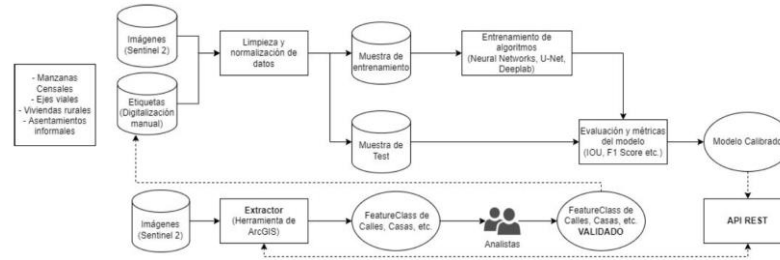 - Manzanas
Censales
- Ejes viales
- Viviendas rurales
- Asentamientos
informales
Imágenes
(Sentinel 2)
Etiquetas
(Digitalización
manual)
Limpieza y
normalización de
datos
Muestra de
entrenamiento
Entrenamiento de
algoritmos
(Neural Networks, U-Net,
Deeplab)
Muestra de
Test
Evaluación y métricas
del modelo
(IOU, F1 Score etc.)
Modelo Calibrado
Imágenes
(Sentinel 2)
Extractor
(Herramienta de
ArcGIS)
FeatureClass de
Calles, Casas, etc.
Analistas
FeatureClass de
Calles, Casas, etc.
VALIDADO
API REST